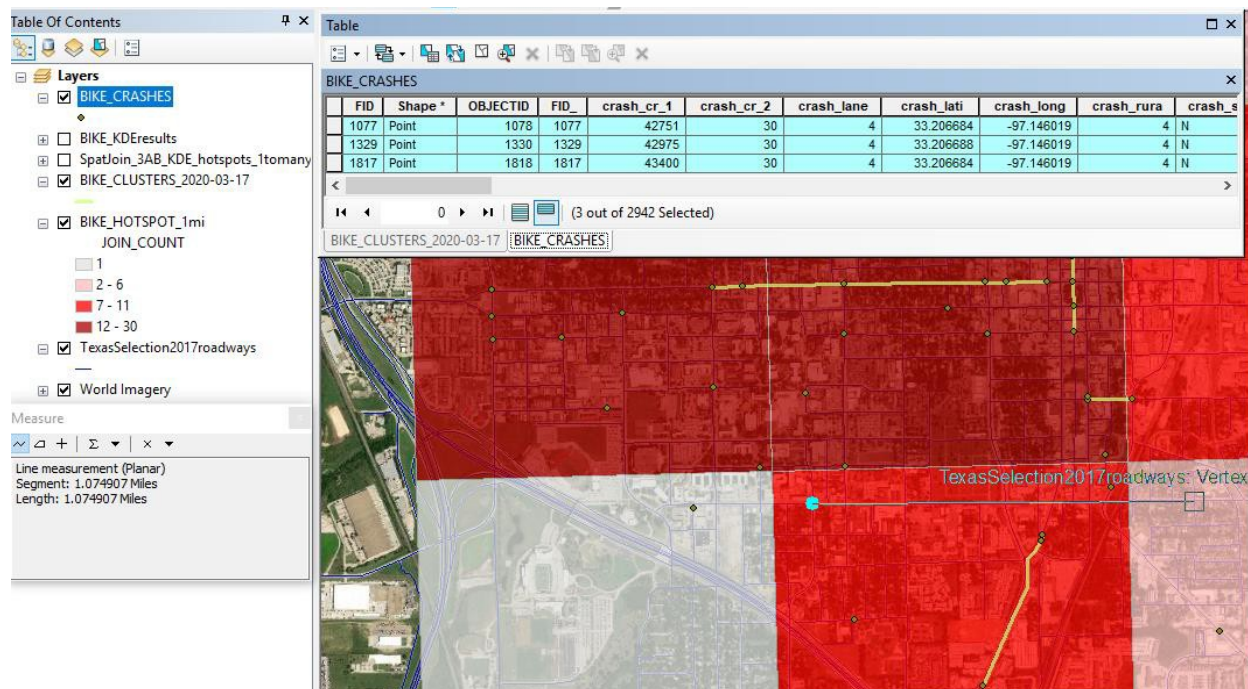 Table Of Contents
Layers
BIKE_CRASHES
BIKE_KDEresults
SpatJoin_3AB_KDE_hotspots_1tomany
BIKE_CLUSTERS_2020-03-17
BIKE_HOTSPOT_1mi
JOIN_COUNT
1
2 - 6
7 - 11
12 - 30
TexasSelection2017roadways
World Imagery
Measure
Line measurement (Planar)
Segment: 1.074907 Miles
Length: 1.074907 Miles
Table
BIKE_CRASHES
FID Shape * OBJECTID FID_ crash_cr_1 crash_cr_2 crash_lane crash_lati crash_long crash_rura crash_s
1077 Point 1078 1077 42751 30 4 33.206684 -97.146019 4 N
1329 Point 1330 1329 42975 30 4 33.206688 -97.146019 4 N
1817 Point 1818 1817 43400 30 4 33.206684 -97.146019 4 N
0 (3 out of 2942 Selected)
BIKE_CLUSTERS_2020-03-17 BIKE_CRASHES
TexasSelection2017roadways: Vertex